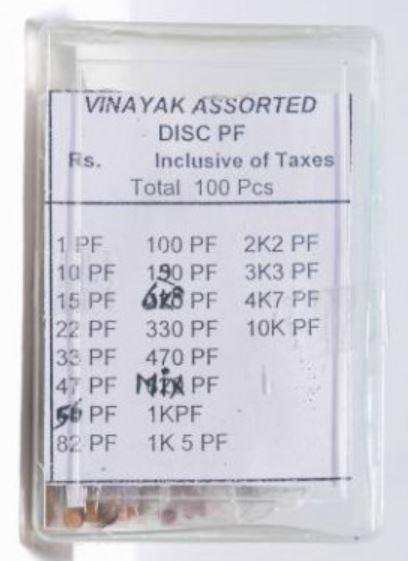 VINAYAK ASSORTED
DISC PF
Rs. Inclusive of Taxes
Total 100 Pcs
1 PF 100 PF 2K2 PF
10 PF PF 3K3 PF
15 PF PF 4K7 PF
22 PF 330 PF 10K PF
33 PF 470 PF
47 PF Mix PF
56 PF 1KPF
82 PF 1K 5 PF